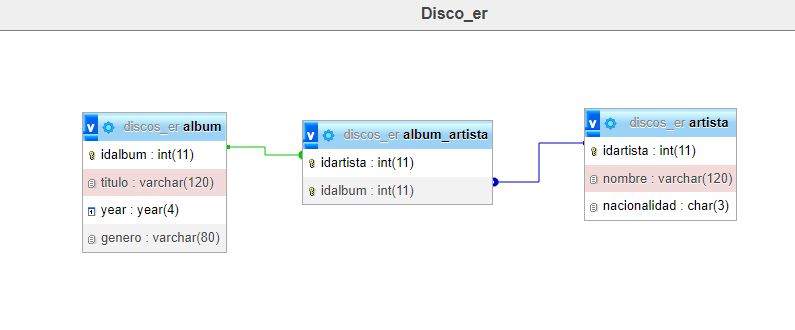 Disco_er
v discos_er album
idalbum : int(11)
titulo : varchar(120)
year : year(4)
genero : varchar(80)
v discos_er album_artista
idartista : int(11)
idalbum : int(11)
v discos_er artista
idartista : int(11)
nombre : varchar(120)
nacionalidad : char(3)